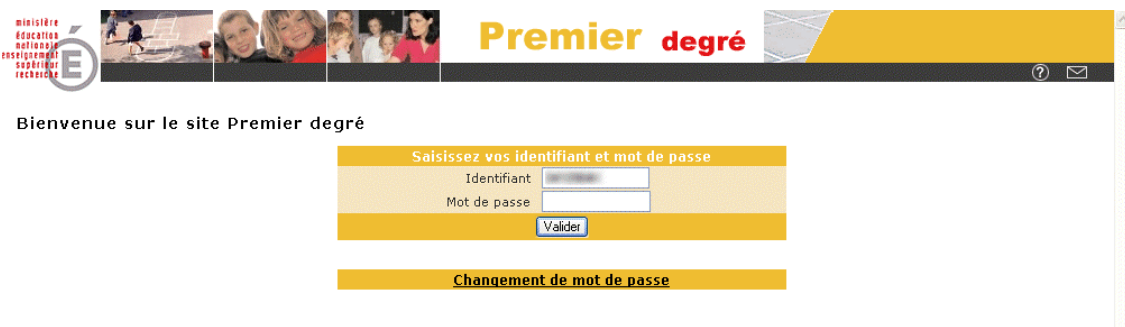 ministère
éducation
nationale
enseignement
supérieur
recherche
É
Premier degré
?
Bienvenue sur le site Premier degré
Saisissez vos identifiant et mot de passe
Identifiant
Mot de passe
Valider
Changement de mot de passe